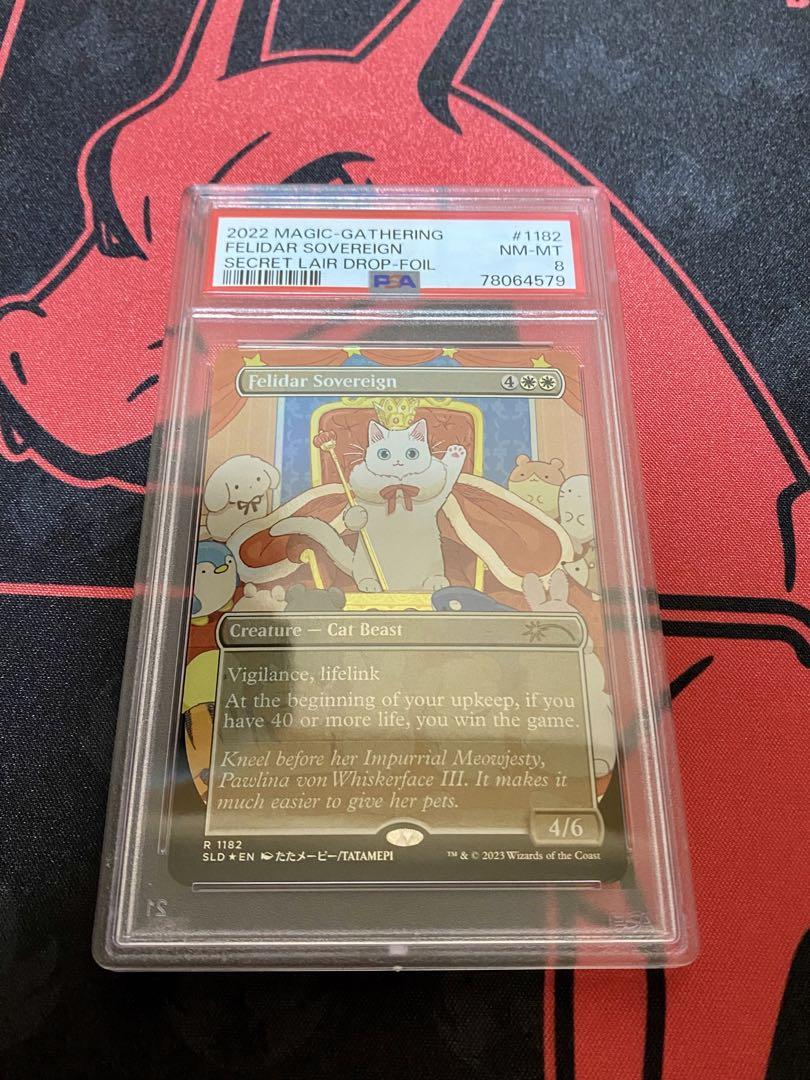 2022 MAGIC-GATHERING #1182
FELIDAR SOVEREIGN NM-MT
SECRET LAIR DROP-FOIL 8
PSA 78064579
Felidar Sovereign 4
Creature — Cat Beast
Vigilance, lifelink
At the beginning of your upkeep, if you
have 40 or more life, you win the game.
Kneel before her Impurrial Meowjesty,
Pawlina von Whiskerface III. It makes it
much easier to give her pets.
4/6
R 1182
SLD★EN たたメーピー/TATAMEPI ™ & © 2023 Wizards of the Coast
21